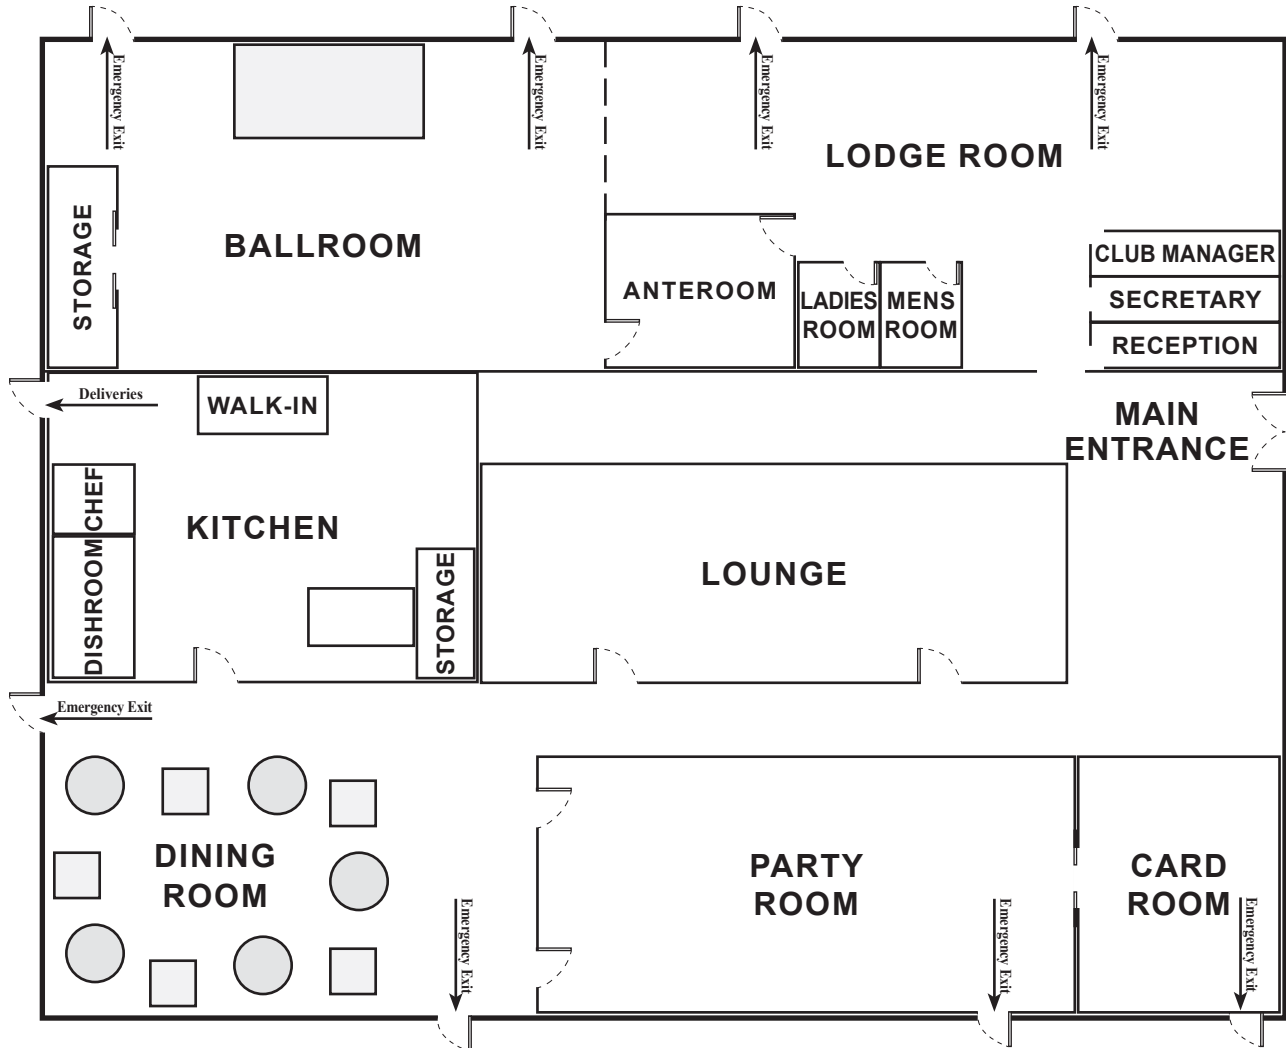 Emergency Exit
Emergency Exit
Emergency Exit
Emergency Exit
LODGE ROOM
STORAGE
BALLROOM
ANTEROOM
LADIES
ROOM
MENS
ROOM
CLUB MANAGER
SECRETARY
RECEPTION
Deliveries
WALK-IN
MAIN
ENTRANCE
CHEF
KITCHEN
DISHROOM
STORAGE
LOUNGE
Emergency Exit
DINING
ROOM
PARTY
ROOM
CARD
ROOM
Emergency Exit
Emergency Exit
Emergency Exit